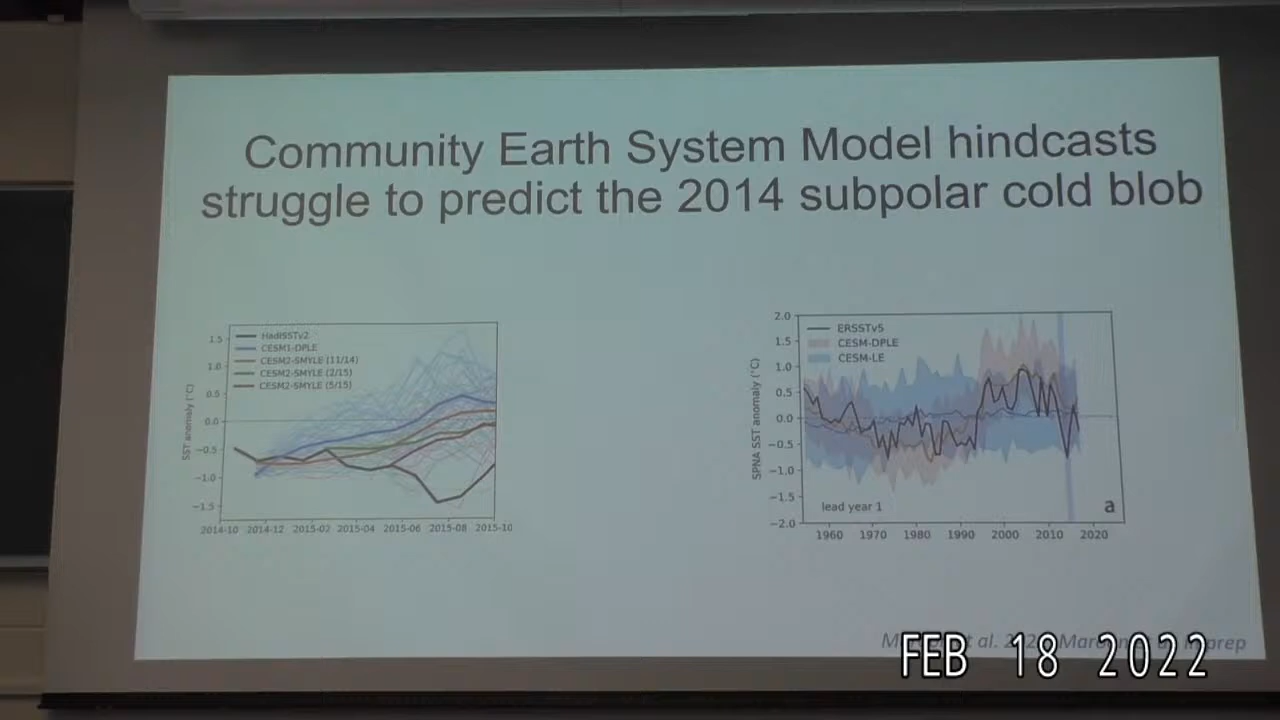 Community Earth System Model hindcasts
struggle to predict the 2014 subpolar cold blob
HadISSTv2
CESM1-DPLE
CESM2-SMYLE (11/14)
CESM2-SMYLE (2/15)
CESM2-SMYLE (5/15)
SST anomaly (°C)
1.5
1.0
0.5
0.0
−0.5
−1.0
−1.5
2014-10 2014-12 2015-02 2015-04 2015-06 2015-08 2015-10
ERSSTv5
CESM-DPLE
CESM-LE
SPNA SST anomaly (°C)
2.0
1.5
1.0
0.5
0.0
−0.5
−1.0
−1.5
−2.0
lead year 1
a
1960 1970 1980 1990 2000 2010 2020
et al. prep
FEB 18 2022